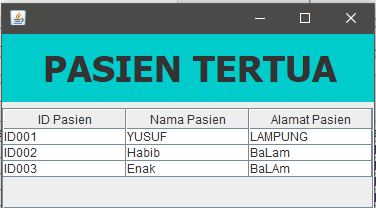 PASIEN TERTUA
ID Pasien Nama Pasien Alamat Pasien
ID001 YUSUF LAMPUNG
ID002 Habib BaLam
ID003 Enak BaLAm